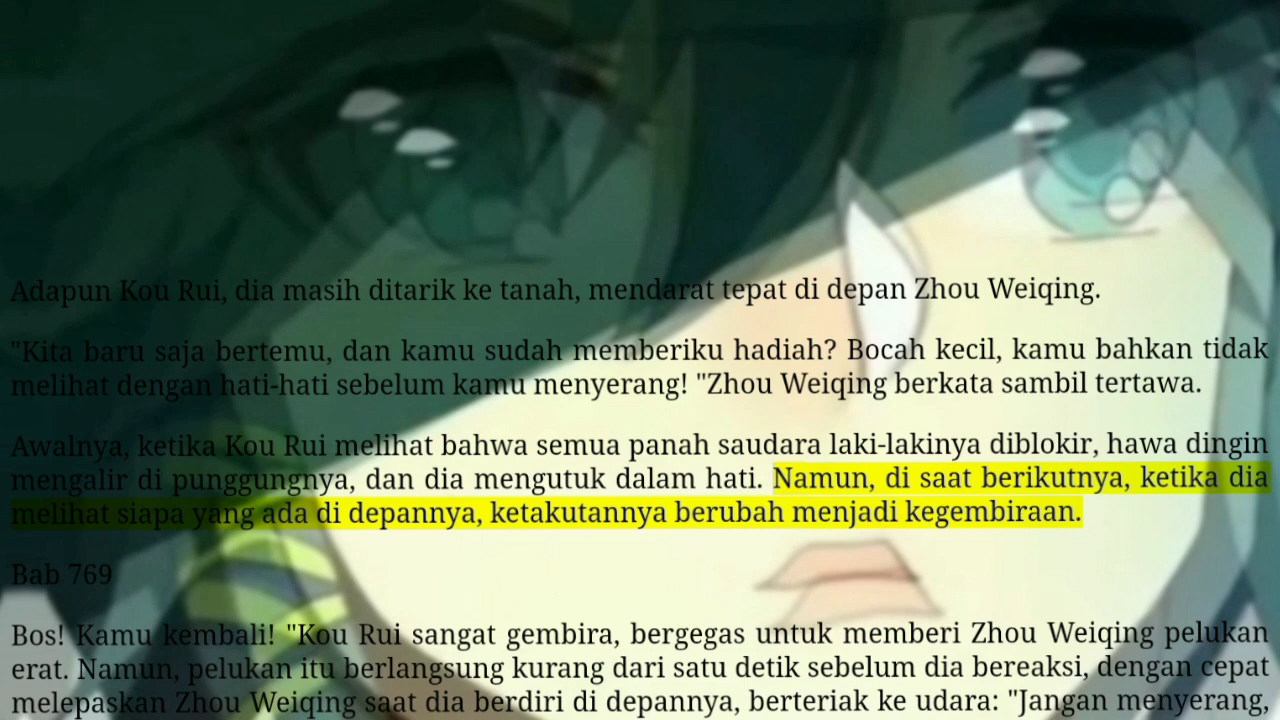 Adapun Kou Rui, dia masih ditarik ke tanah, mendarat tepat di depan Zhou Weiqing.
"Kita baru saja bertemu, dan kamu sudah memberiku hadiah? Bocah kecil, kamu bahkan tidak
melihat dengan hati-hati sebelum kamu menyerang! "Zhou Weiqing berkata sambil tertawa.
Awalnya, ketika Kou Rui melihat bahwa semua panah saudara laki-lakinya diblokir, hawa dingin
mengalir di punggungnya, dan dia mengutuk dalam hati. Namun, di saat berikutnya, ketika dia
melihat siapa yang ada di depannya, ketakutannya berubah menjadi kegembiraan.
Bab 769
Bos! Kamu kembali! "Kou Rui sangat gembira, bergegas untuk memberi Zhou Weiqing pelukan
erat. Namun, pelukan itu berlangsung kurang dari satu detik sebelum dia bereaksi, dengan cepat
melepaskan Zhou Weiqing saat dia berdiri di depannya, berteriak ke udara: "Jangan menyerang,